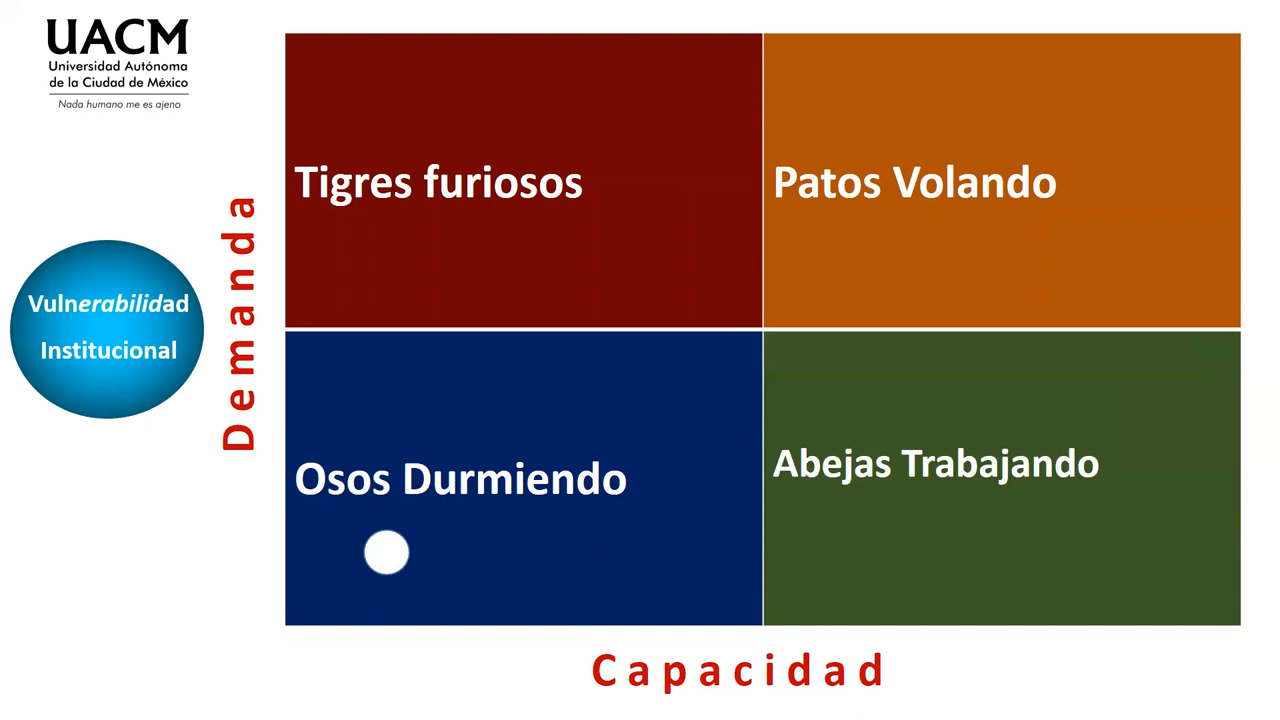 UACM
Universidad Autónoma
de la Ciudad de México
Nada humano me es ajeno
Tigres furiosos
Patos Volando
Demanda
Vulnerabilidad
Institucional
Osos Durmiendo
Abejas Trabajando
Capacidad